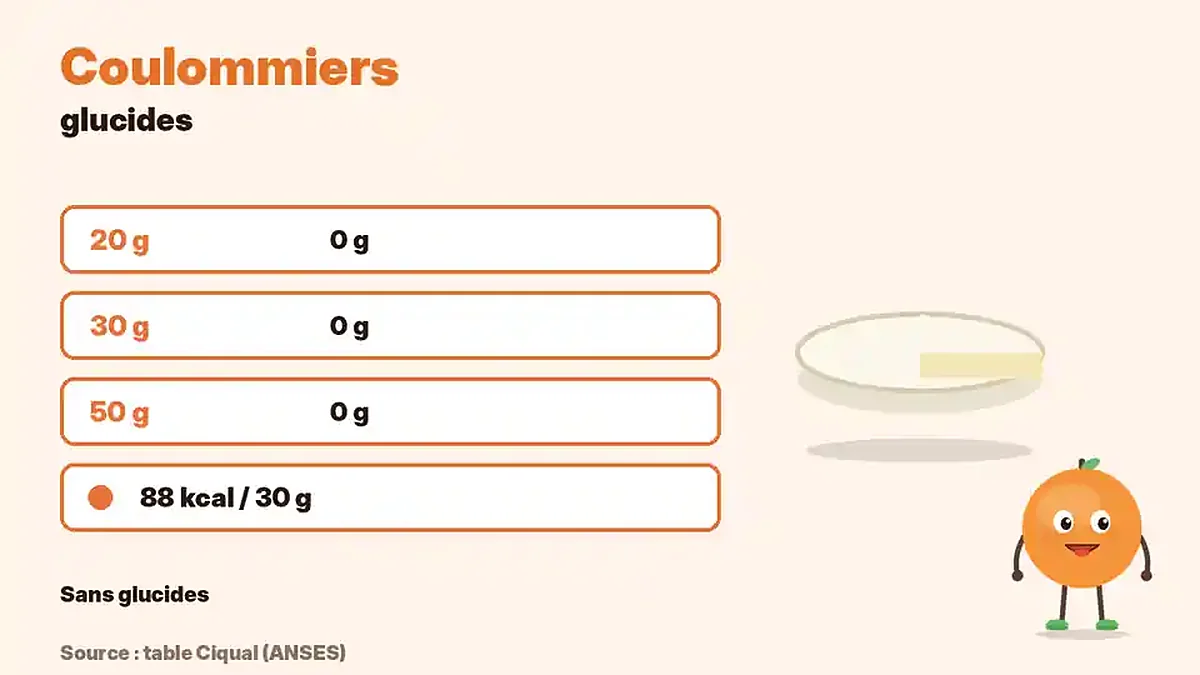 Coulommiers
glucides
20 g 0 g
30 g 0 g
50 g 0 g
88 kcal / 30 g
Sans glucides
Source : table Ciqual (ANSES)